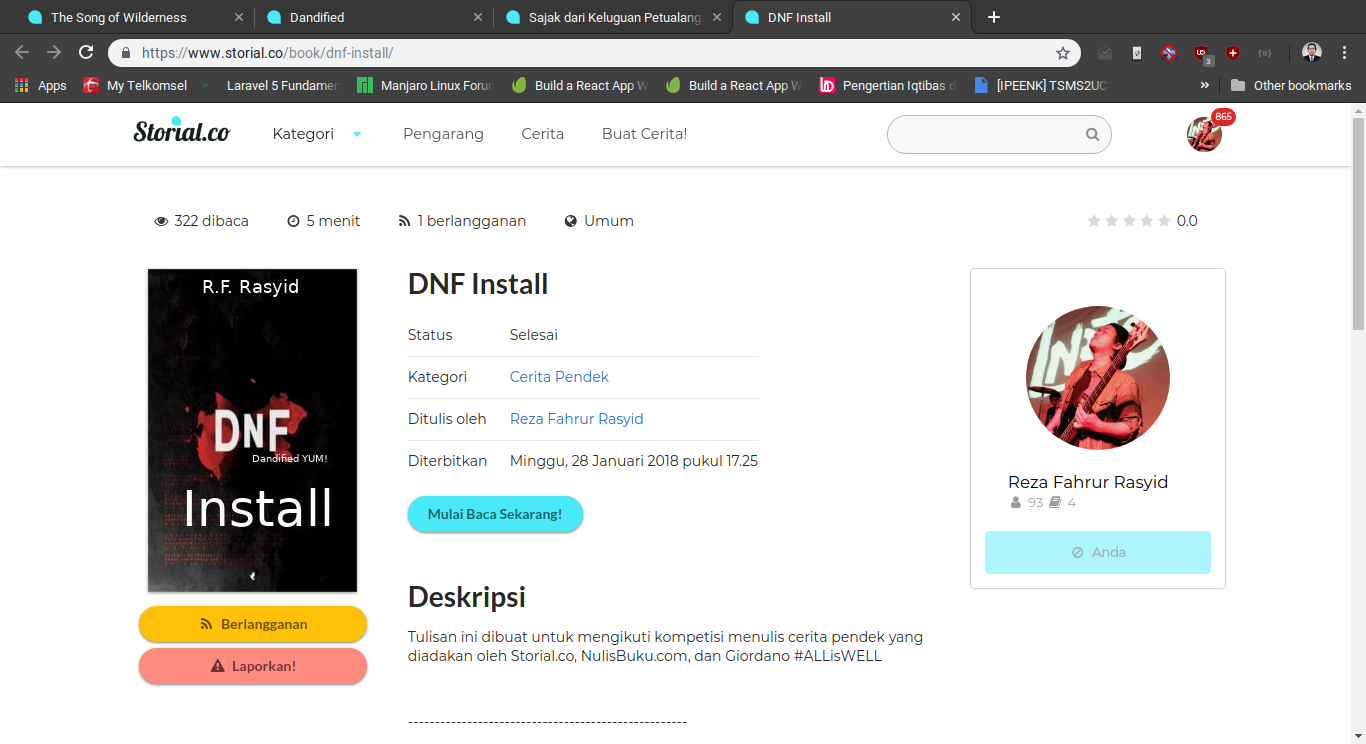 The Song of Wilderness
Dandified
Sajak dari Keluguan Petualang
DNF Install
https://www.storial.co/book/dnf-install/
3
Apps
My Telkomsel
Laravel 5 Fundamen
Manjaro Linux Forun
Build a React App W
Build a React App W
Pengertian Iqtibas d
[IPEENK] TSMS2UC
»
Other bookmarks
Storial.co
Kategori
Pengarang
Cerita
Buat Cerita!
865
322 dibaca
5 menit
1 berlangganan
Umum
0.0
R.F. Rasyid
DNF
Dandified YUM!
Install
Berlangganan
Laporkan!
DNF Install
Status Selesai
Kategori Cerita Pendek
Ditulis oleh Reza Fahrur Rasyid
Diterbitkan Minggu, 28 Januari 2018 pukul 17.25
Mulai Baca Sekarang!
Deskripsi
Tulisan ini dibuat untuk mengikuti kompetisi menulis cerita pendek yang
diadakan oleh Storial.co, NulisBuku.com, dan Giordano #ALLisWELL
----------------------------------------------------
Reza Fahrur Rasyid
93 4
Anda